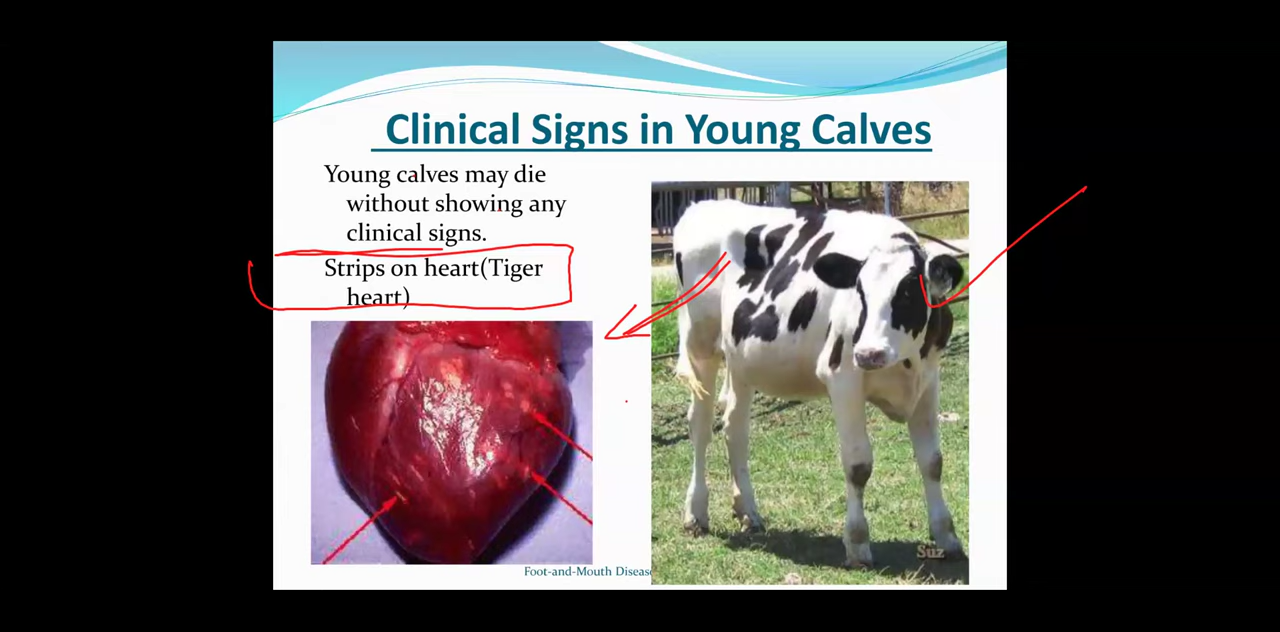 Clinical Signs in Young Calves
Young calves may die
without showing any
clinical signs.
Strips on heart(Tiger
heart)
Foot-and-Mouth Disease
Suz